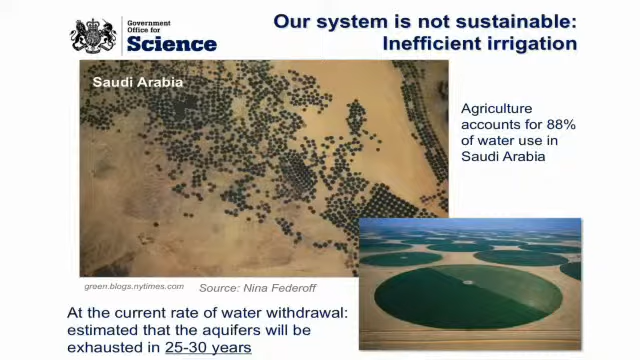 Government
Office for
Science
Our system is not sustainable:
Inefficient irrigation
Saudi Arabia
Agriculture
accounts for 88%
of water use in
Saudi Arabia
green.blogs.nytimes.com
Source: Nina Federoff
At the current rate of water withdrawal:
estimated that the aquifers will be
exhausted in 25-30 years